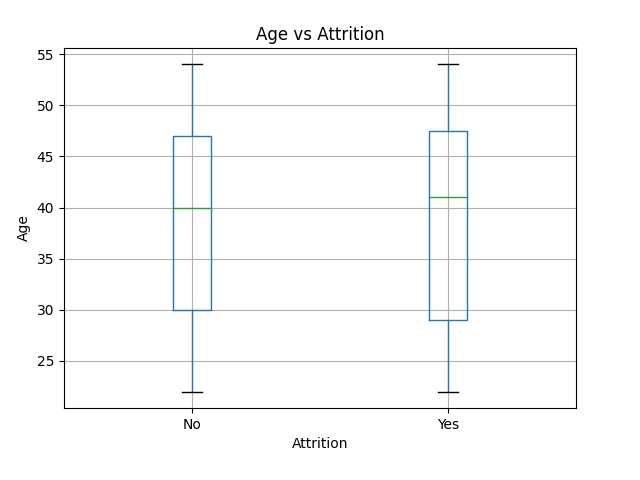 Age vs Attrition
55
50
45
40
35
30
25
Age
No Yes
Attrition